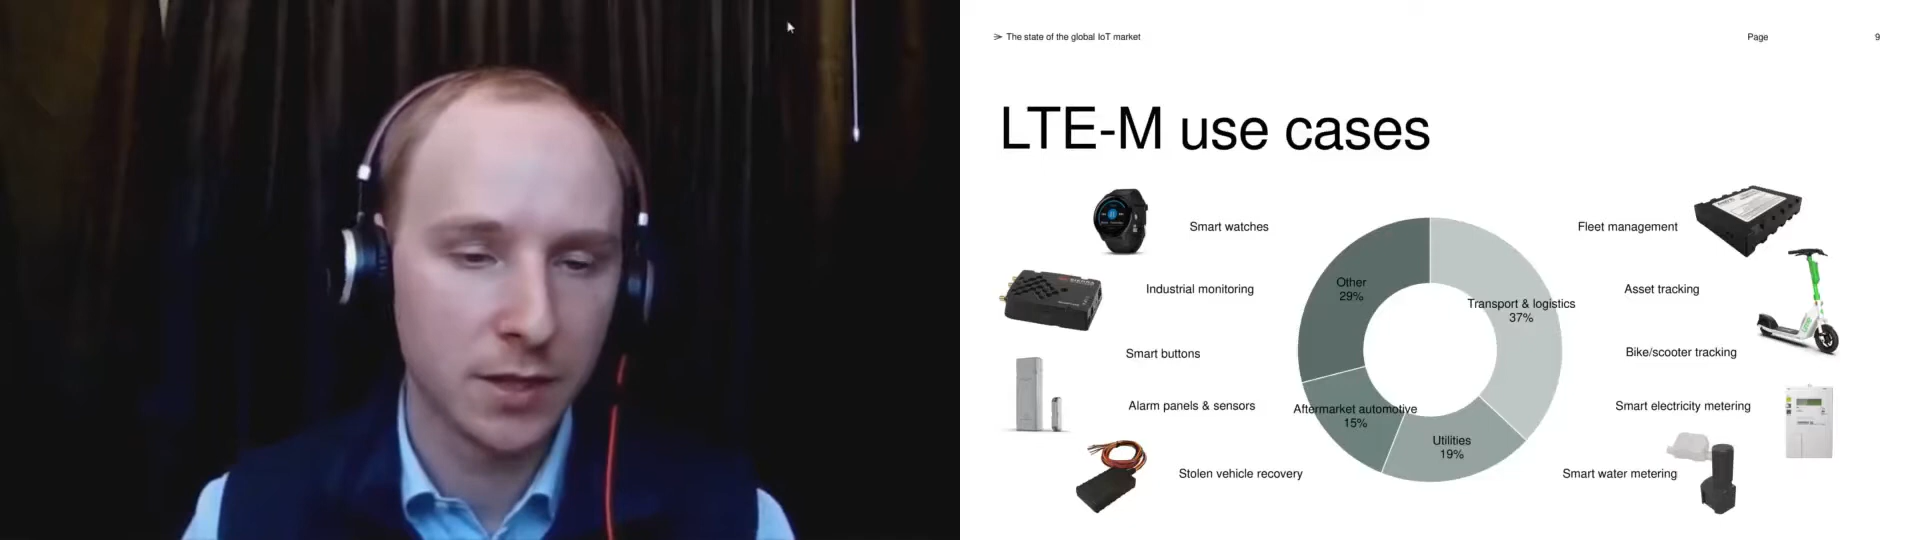 ⋗ The state of the global IoT market
Page 9
LTE-M use cases
Smart watches
Industrial monitoring
Smart buttons
Alarm panels & sensors
Stolen vehicle recovery
Other
29%
Transport & logistics
37%
Aftermarket automotive
15%
Utilities
19%
Fleet management
Asset tracking
Bike/scooter tracking
Smart electricity metering
Smart water metering